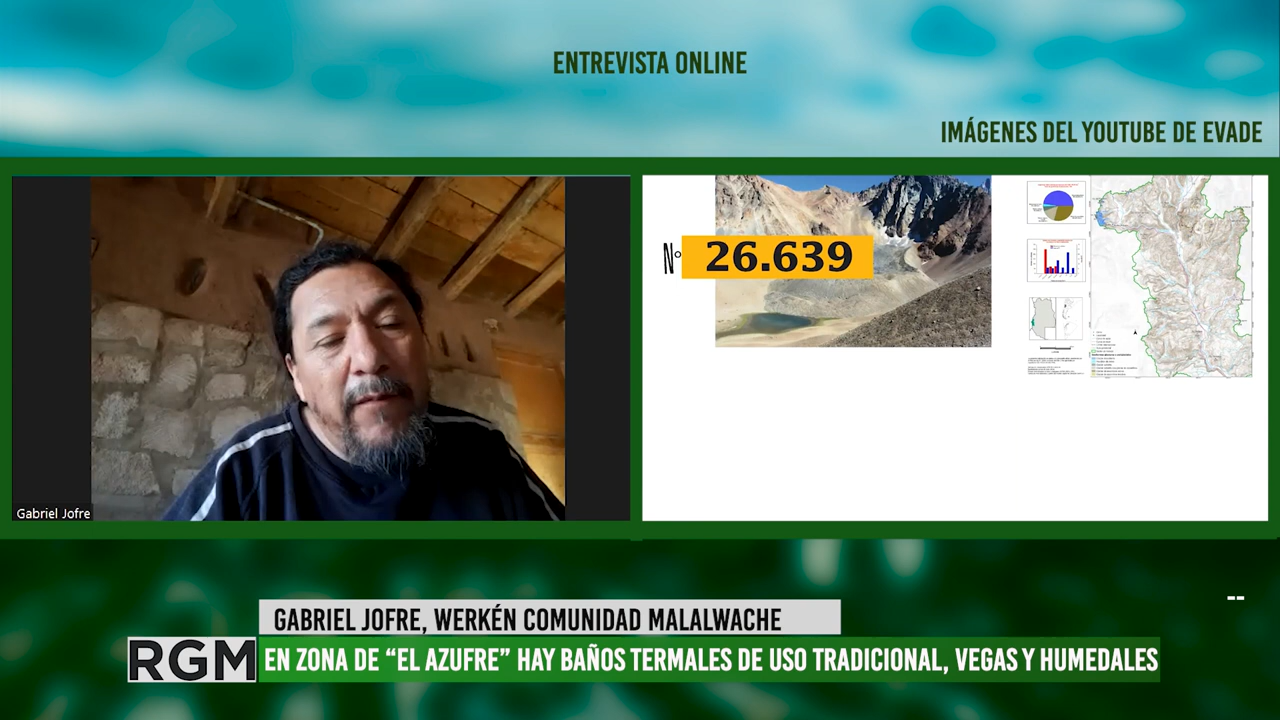 ENTREVISTA ONLINE
IMÁGENES DEL YOUTUBE DE EVADE
Nº 26.639
Gabriel Jofre
GABRIEL JOFRE, WERKÉN COMUNIDAD MALALWACHE
RGM
EN ZONA DE “EL AZUFRE” HAY BAÑOS TERMALES DE USO TRADICIONAL, VEGAS Y HUMEDALES
--